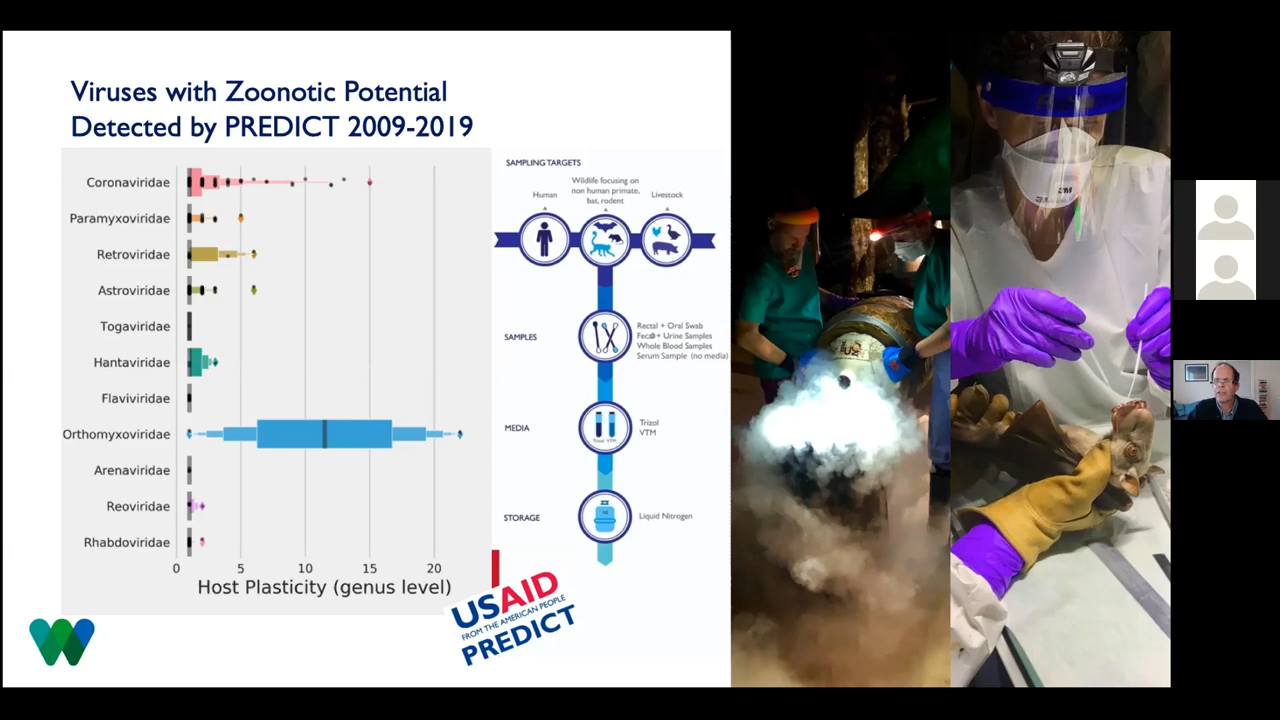 Viruses with Zoonotic Potential
Detected by PREDICT 2009-2019
Coronaviridae
Paramyxoviridae
Retroviridae
Astroviridae
Togaviridae
Hantaviridae
Flaviviridae
Orthomyxoviridae
Arenaviridae
Reoviridae
Rhabdoviridae
0 5 10 15 20
Host Plasticity (genus level)
SAMPLING TARGETS
Human
Wildlife focusing on
non human primate,
bat, rodent
Livestock
SAMPLES
Rectal + Oral Swab
+ Urine Samples
Whole Blood Samples
Serum Sample (no media)
MEDIA
Trizol VTM
Trizol
VTM
STORAGE
Liquid Nitrogen
USAID
FROM THE AMERICAN PEOPLE
PREDICT
3M